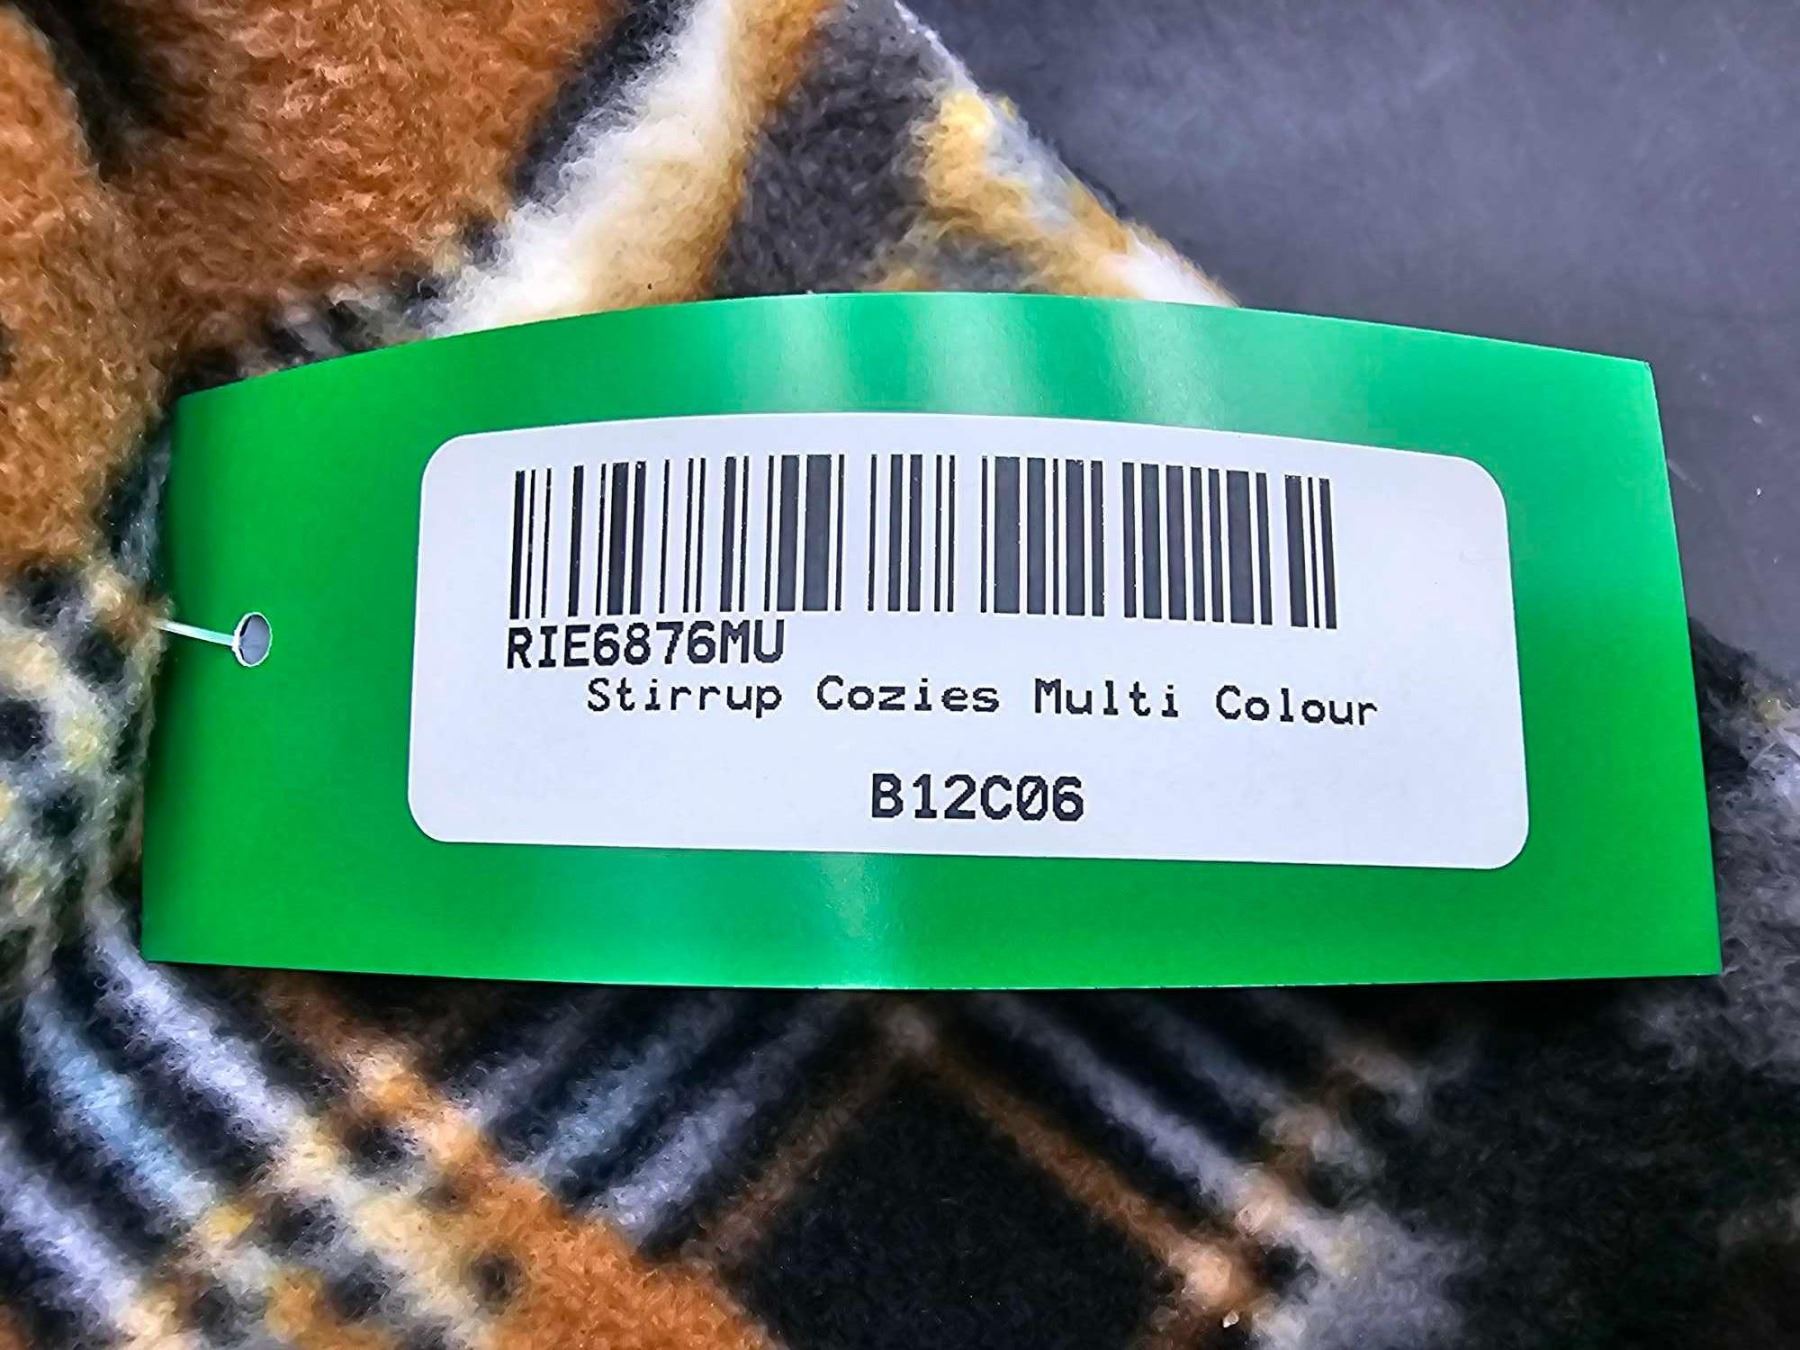 RIE6876MU
Stirrup Cozies Multi Colour
B12C06